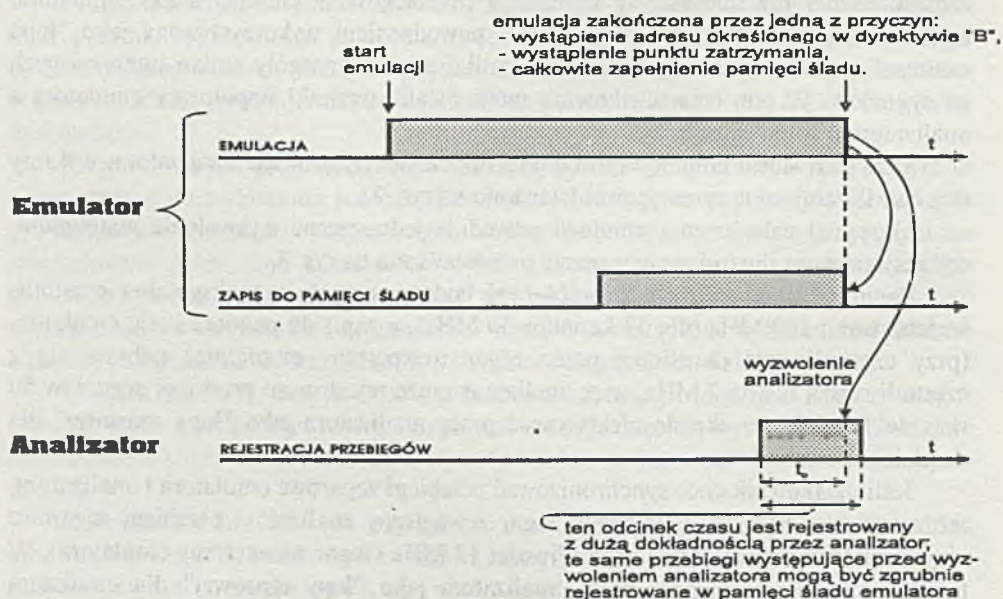 emulacja zakończona przez jedną z przyczyn:
- wystąpienie adresu określonego w dyrektywie "B",
- wystąpienie punktu zatrzymania,
- całkowite zapełnienie pamięci śladu.
start
emulacji
EMULACJA
t
Emulator
ZAPIS DO PAMIĘCI ŚLADU
t
wyzwolenie
analizatora
Analizator
REJESTRACJA PRZEBIEGÓW
t
ten odcinek czasu jest rejestrowany
z dużą dokładnością przez analizator;
te same przebiegi występujące przed wyz-
woleniem analizatora mogą być zgrubnie
rejestrowane w pamięci śladu emulatora